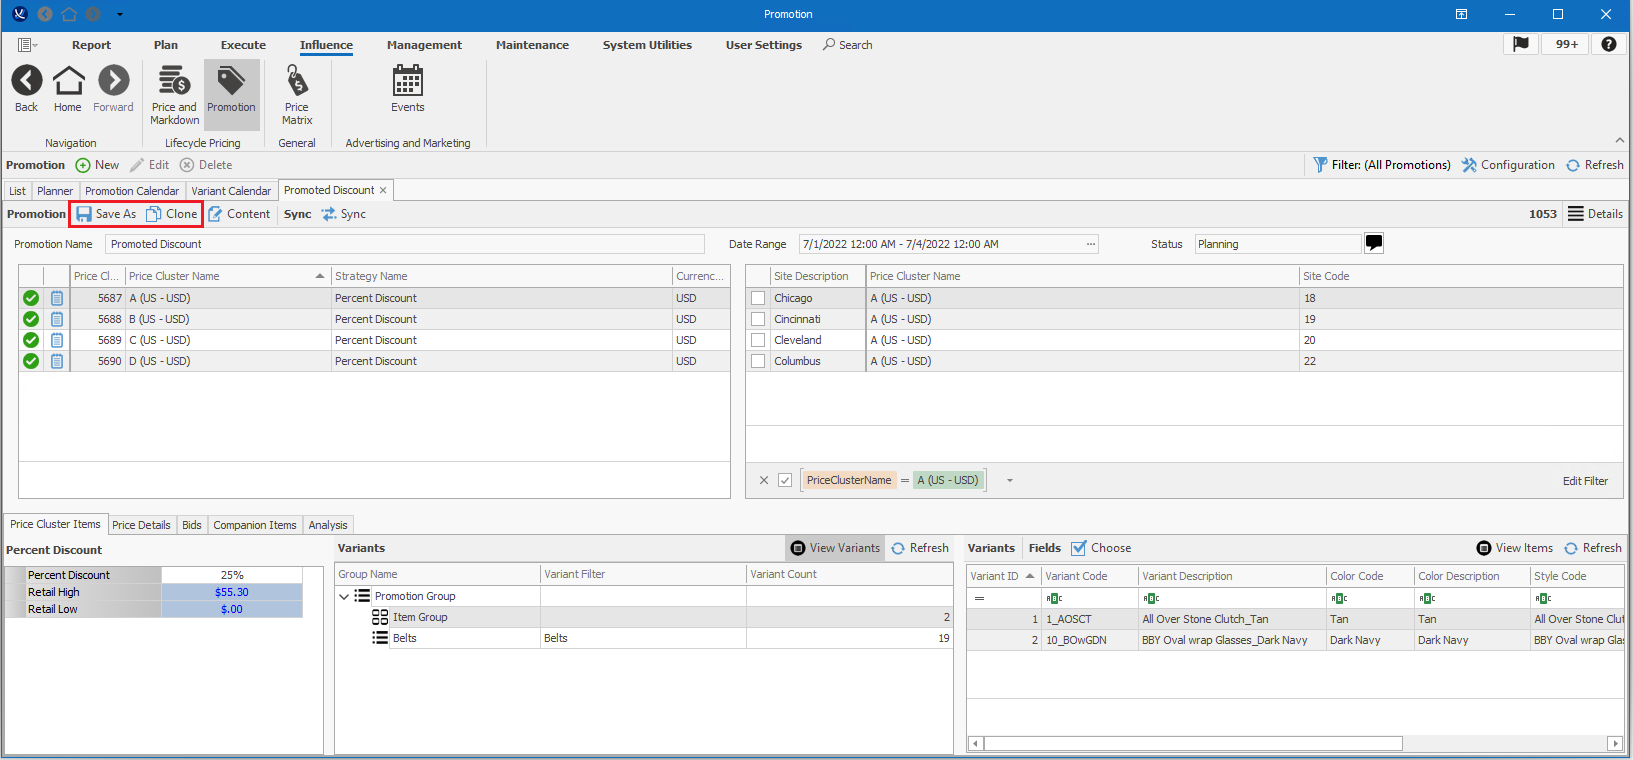 Promotion
Report Plan Execute Influence Management Maintenance System Utilities User Settings Search 99+ ?
Back Home Forward Price and Markdown Promotion Price Matrix Events
Navigation Lifecycle Pricing General Advertising and Marketing
Promotion New Edit Delete Filter: (All Promotions) Configuration Refresh
List Planner Promotion Calendar Variant Calendar Promoted Discount
Promotion Save As Clone Content Sync Sync 1053 Details
Promotion Name Promoted Discount Date Range 7/1/2022 12:00 AM - 7/4/2022 12:00 AM ... Status Planning
Price Cl... Price Cluster Name Strategy Name Currenc...
5687 A (US - USD) Percent Discount USD
5688 B (US - USD) Percent Discount USD
5689 C (US - USD) Percent Discount USD
5690 D (US - USD) Percent Discount USD
Site Description Price Cluster Name Site Code
Chicago A (US - USD) 18
Cincinnati A (US - USD) 19
Cleveland A (US - USD) 20
Columbus A (US - USD) 22
PriceClusterName = A (US - USD) Edit Filter
Price Cluster Items Price Details Bids Companion Items Analysis
Percent Discount
Percent Discount 25%
Retail High $55.30
Retail Low $.00
Variants View Variants Refresh
Group Name Variant Filter Variant Count
Promotion Group
Item Group 2
Belts Belts 19
Variants Fields Choose View Items Refresh
Variant ID Variant Code Variant Description Color Code Color Description Style Code
= ABC ABC ABC ABC ABC
1 1_AOSCT All Over Stone Clutch_Tan Tan Tan All Over Stone Clut
2 10_BOwGDN BBY Oval wrap Glasses_Dark Navy Dark Navy Dark Navy BBY Oval wrap Glas